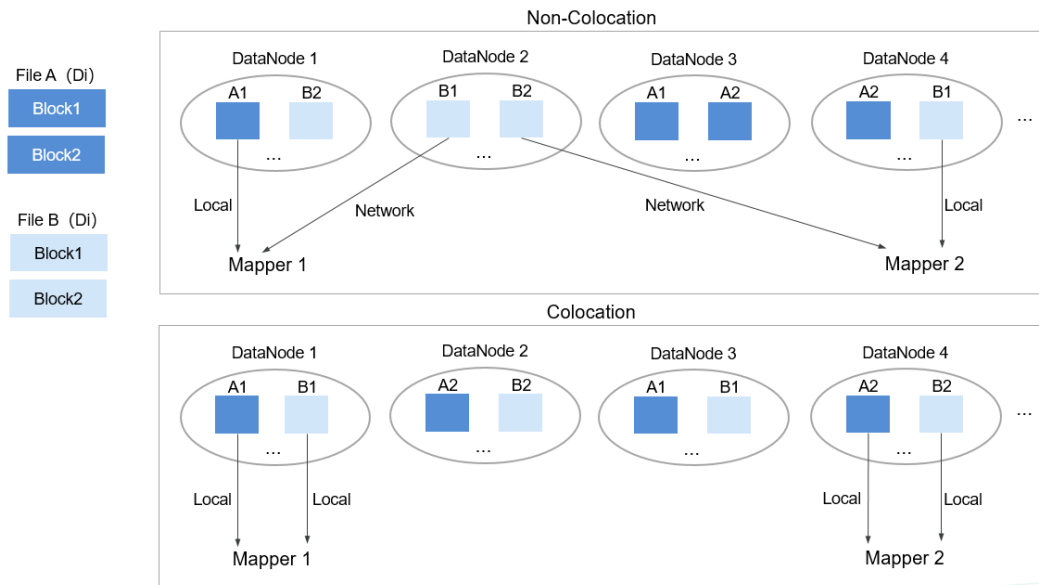 Non-Colocation
File A (Di)
Block1
Block2
File B (Di)
Block1
Block2
DataNode 1
DataNode 2
DataNode 3
DataNode 4
A1
B2
B1
B2
A1
A2
A2
B1
...
...
...
...
...
Local
Network
Network
Local
Mapper 1
Mapper 2
Colocation
DataNode 1
DataNode 2
DataNode 3
DataNode 4
A1
B1
A2
B2
A1
B1
A2
B2
...
...
...
...
...
Local
Local
Local
Local
Mapper 1
Mapper 2